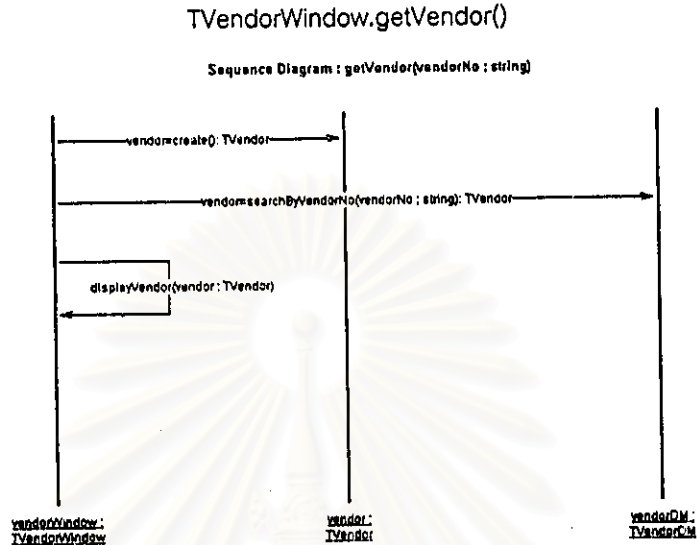 TVendorWindow.getVendor()
Sequence Diagram : getVendor(vendorNo : string)
vendor=create(): TVendor
vendor=searchByVendorNo(vendorNo : string): TVendor
displayVendor(vendor : TVendor)
vendorWindow :
TVendorWindow
vendor :
TVendor
vendorDM :
TVendorDM